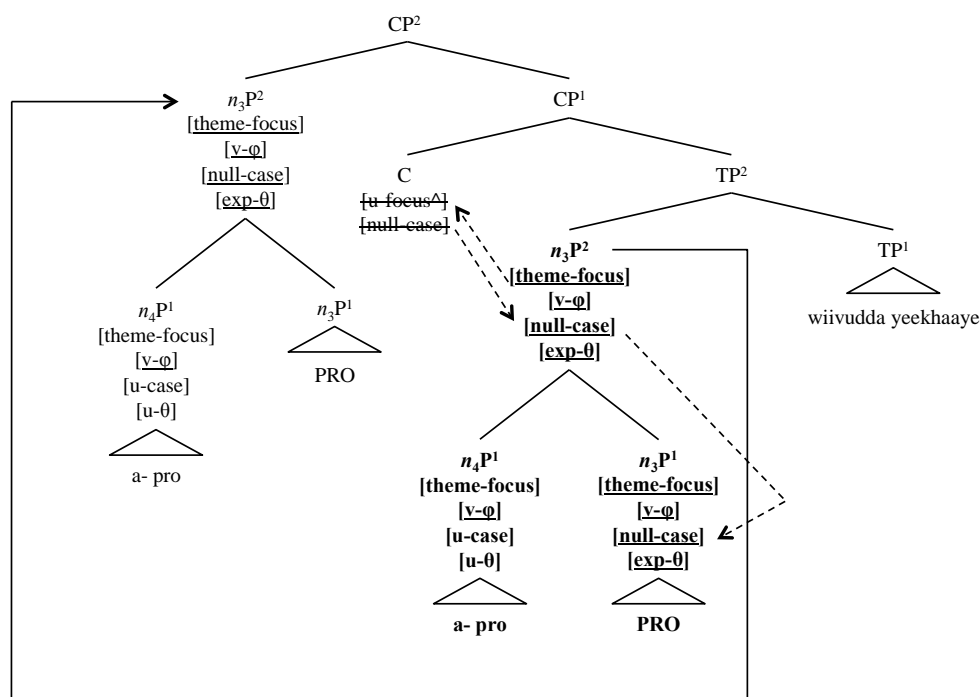 CP²
n₃P²
[theme-focus]
[v-φ]
[null-case]
[exp-θ]
CP¹
C
[u-focus^]
[null-case]
TP²
n₃P²
[theme-focus]
[v-φ]
[null-case]
[exp-θ]
TP¹
wiivudda yeekhaaye
n₄P¹
[theme-focus]
[v-φ]
[u-case]
[u-θ]
a- pro
n₃P¹
PRO
n₄P¹
[theme-focus]
[v-φ]
[u-case]
[u-θ]
a- pro
n₃P¹
[theme-focus]
[v-φ]
[null-case]
[exp-θ]
PRO